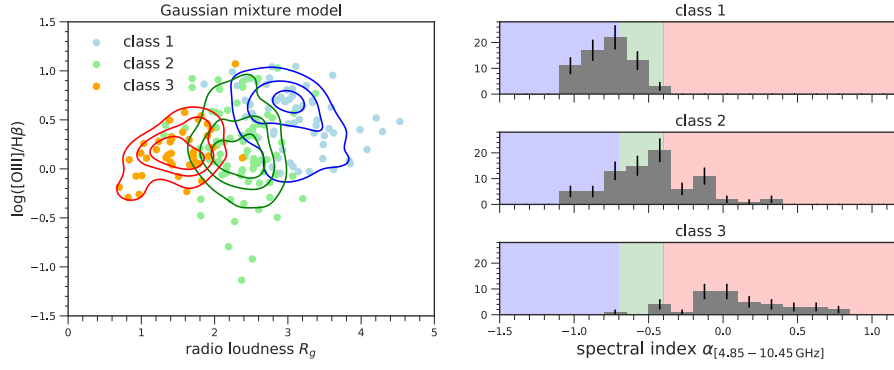 Gaussian mixture model
1.5
1.0
0.5
0.0
−0.5
−1.0
−1.5
log([OIII]/Hβ)
class 1
class 2
class 3
0 1 2 3 4 5
radio loudness R_g
class 1
20
10
0
class 2
20
10
0
class 3
20
10
0
−1.5 −1.0 −0.5 0.0 0.5 1.0
spectral index α[4.85−10.45 GHz]